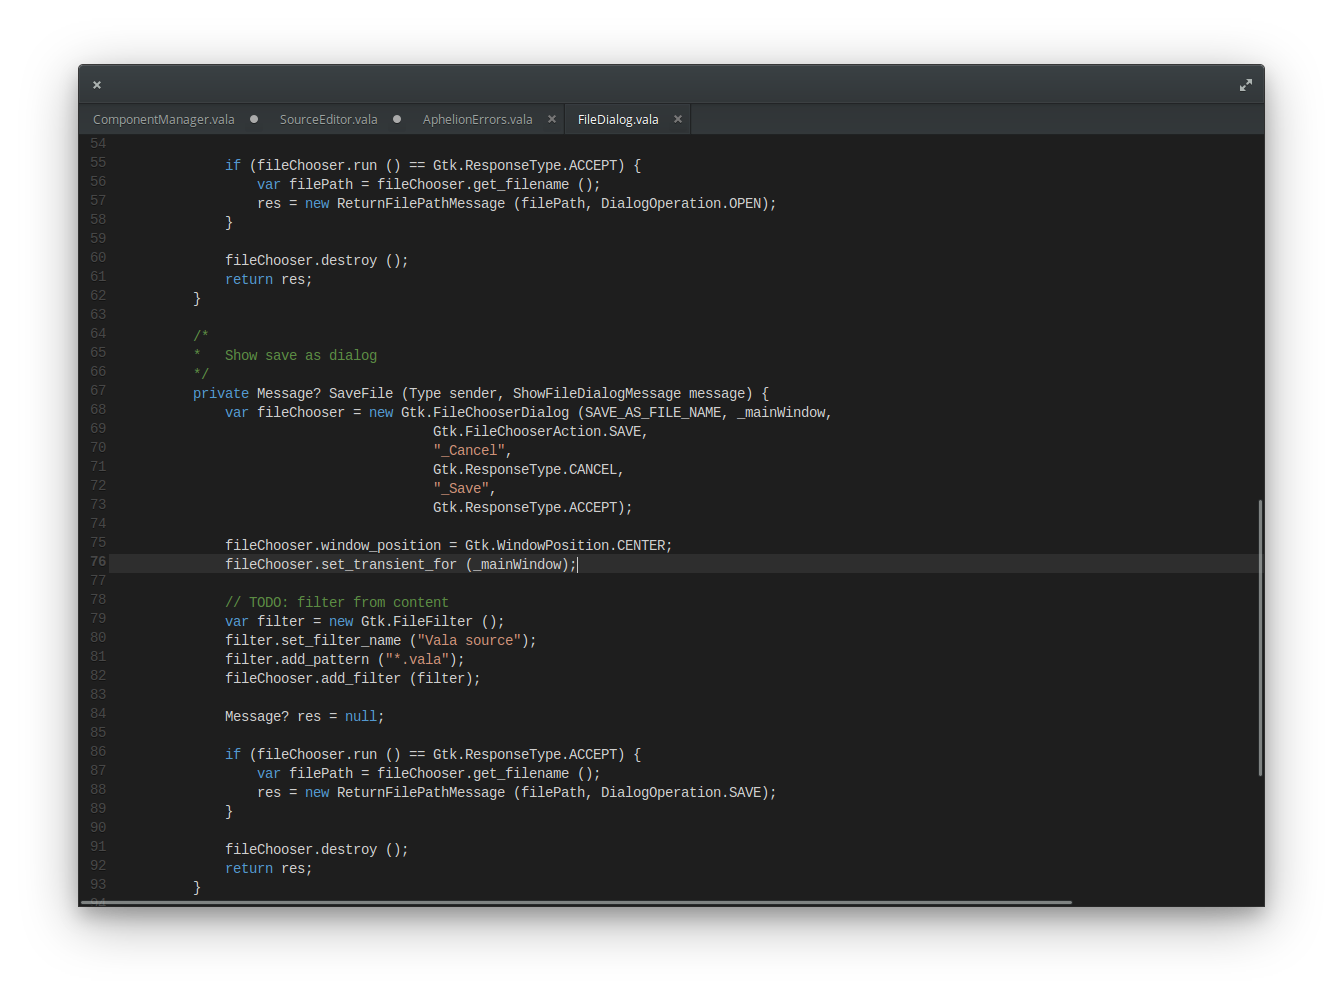 ComponentManager.vala SourceEditor.vala AphelionErrors.vala FileDialog.vala
54
55 if (fileChooser.run () == Gtk.ResponseType.ACCEPT) {
56 var filePath = fileChooser.get_filename ();
57 res = new ReturnFilePathMessage (filePath, DialogOperation.OPEN);
58 }
59
60 fileChooser.destroy ();
61 return res;
62 }
63
64 /*
65 * Show save as dialog
66 */
67 private Message? SaveFile (Type sender, ShowFileDialogMessage message) {
68 var fileChooser = new Gtk.FileChooserDialog (SAVE_AS_FILE_NAME, _mainWindow,
69 Gtk.FileChooserAction.SAVE,
70 "_Cancel",
71 Gtk.ResponseType.CANCEL,
72 "_Save",
73 Gtk.ResponseType.ACCEPT);
74
75 fileChooser.window_position = Gtk.WindowPosition.CENTER;
76 fileChooser.set_transient_for (_mainWindow);
77
78 // TODO: filter from content
79 var filter = new Gtk.FileFilter ();
80 filter.set_filter_name ("Vala source");
81 filter.add_pattern ("*.vala");
82 fileChooser.add_filter (filter);
83
84 Message? res = null;
85
86 if (fileChooser.run () == Gtk.ResponseType.ACCEPT) {
87 var filePath = fileChooser.get_filename ();
88 res = new ReturnFilePathMessage (filePath, DialogOperation.SAVE);
89 }
90
91 fileChooser.destroy ();
92 return res;
93 }
94